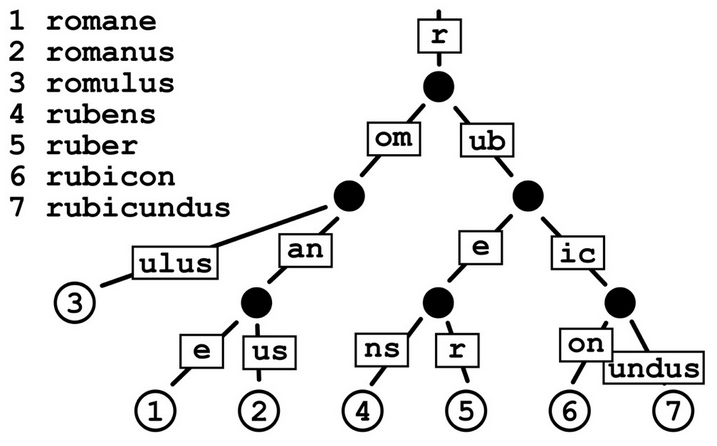 1 romane
2 romanus
3 romulus
4 rubens
5 ruber
6 rubicon
7 rubicundus
r
om ub
ulus an e ic
3
e us ns r on undus
1 2 4 5 6 7